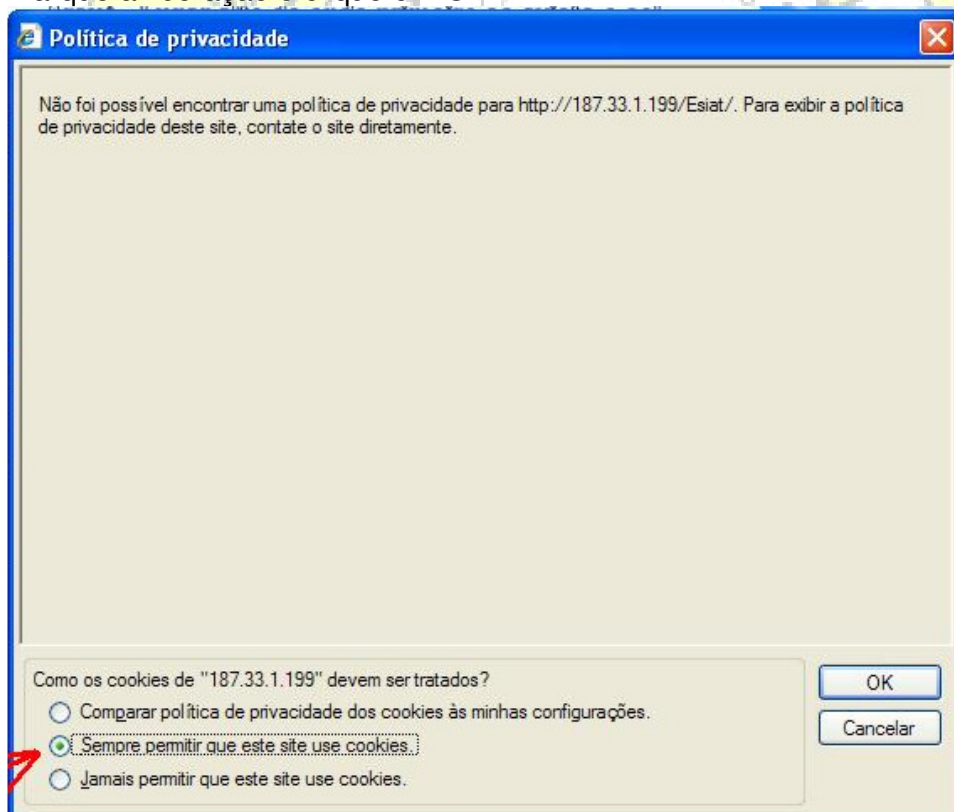 Política de privacidade
Não foi possível encontrar uma política de privacidade para http://187.33.1.199/Esiat/. Para exibir a política
de privacidade deste site, contate o site diretamente.
Como os cookies de "187.33.1.199" devem ser tratados?
Comparar política de privacidade dos cookies às minhas configurações.
Sempre permitir que este site use cookies.
Jamais permitir que este site use cookies.
OK
Cancelar